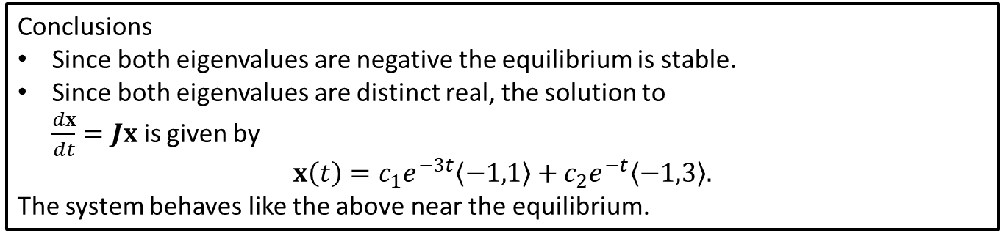 Conclusions
• Since both eigenvalues are negative the equilibrium is stable.
• Since both eigenvalues are distinct real, the solution to
$\frac{d\mathbf{x}}{dt} = \boldsymbol{J}\mathbf{x}$ is given by
$\mathbf{x}(t) = c_1 e^{-3t}\langle -1,1\rangle + c_2 e^{-t}\langle -1,3\rangle.$
The system behaves like the above near the equilibrium.